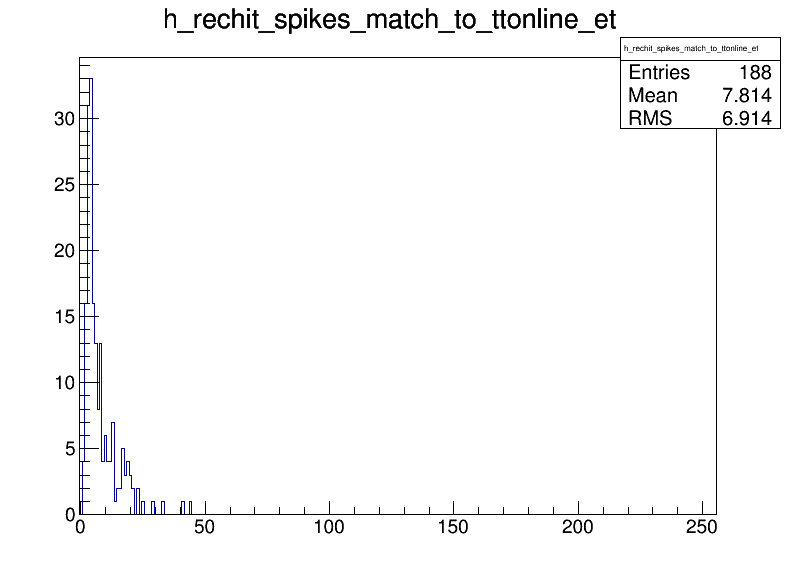 h_rechit_spikes_match_to_ttonline_et
h_rechit_spikes_match_to_ttonline_et
Entries 188
Mean 7.814
RMS 6.914
30
25
20
15
10
5
0
0 50 100 150 200 250